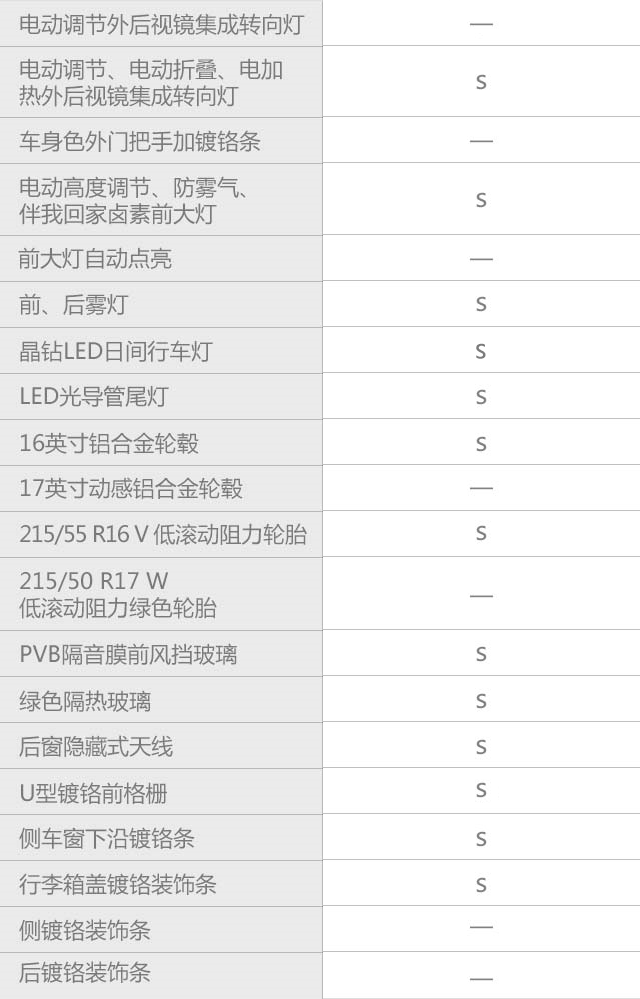 电动调节外后视镜集成转向灯 —
电动调节、电动折叠、电加
热外后视镜集成转向灯 S
车身色外门把手加镀铬条 —
电动高度调节、防雾气、
伴我回家卤素前大灯 S
前大灯自动点亮 —
前、后雾灯 S
晶钻LED日间行车灯 S
LED光导管尾灯 S
16英寸铝合金轮毂 S
17英寸动感铝合金轮毂 —
215/55 R16 V 低滚动阻力轮胎 S
215/50 R17 W
低滚动阻力绿色轮胎 —
PVB隔音膜前风挡玻璃 S
绿色隔热玻璃 S
后窗隐藏式天线 S
U型镀铬前格栅 S
侧车窗下沿镀铬条 S
行李箱盖镀铬装饰条 S
侧镀铬装饰条 —
后镀铬装饰条 —